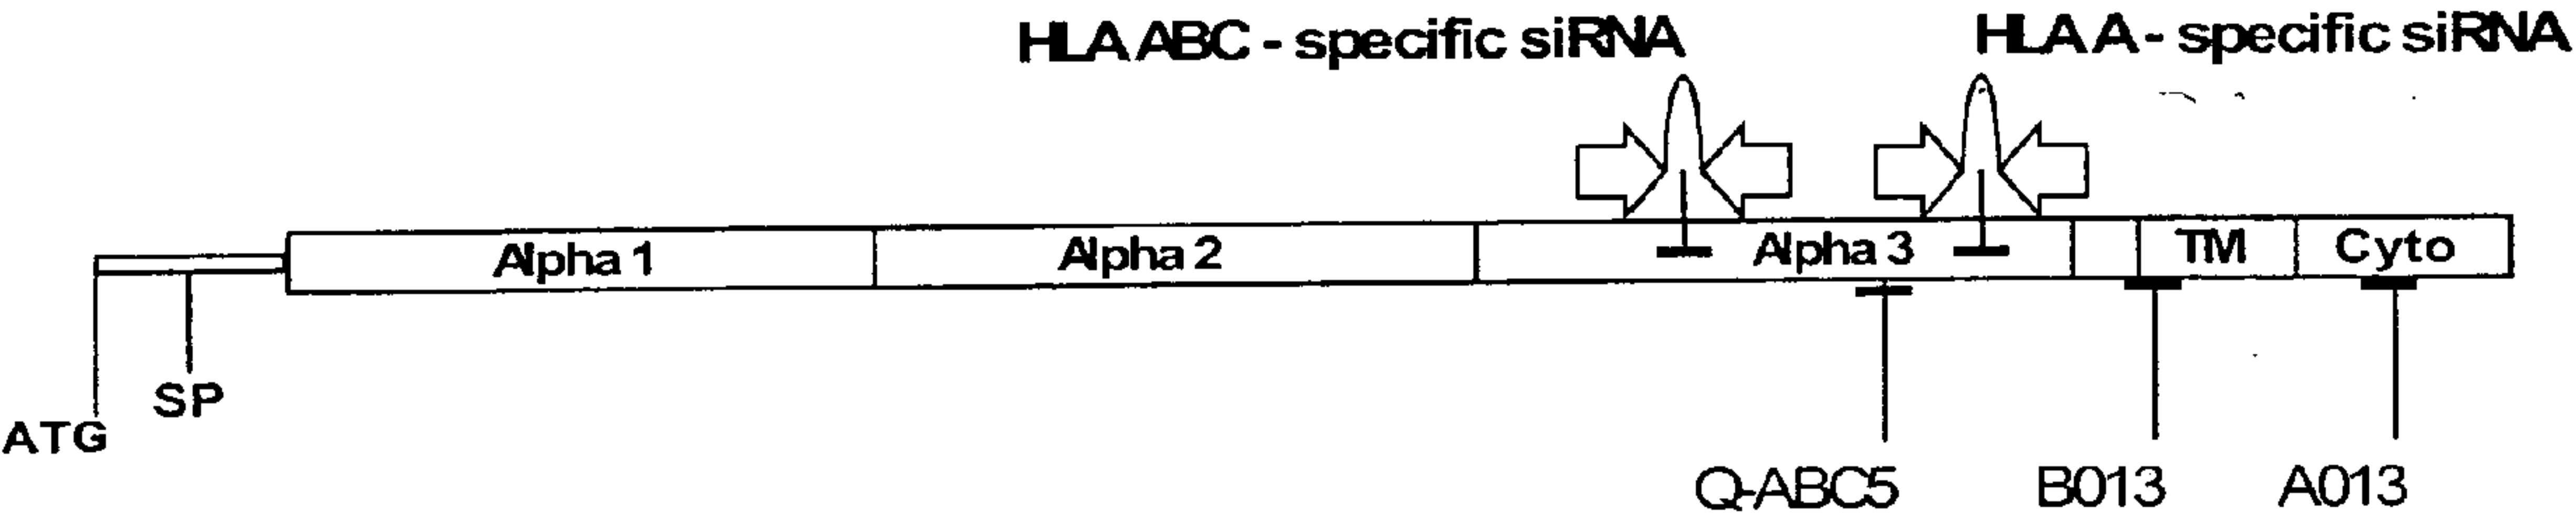 HLA ABC - specific siRNA
HLA A - specific siRNA
Alpha 1
Alpha 2
Alpha 3
TM
Cyto
SP
ATG
Q-ABC5
B013
A013